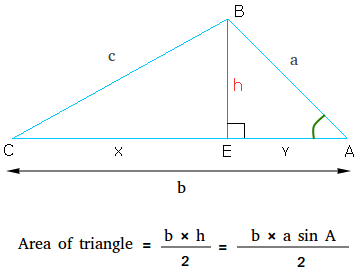 B
c
a
h
C
x
E
Y
A
b
Area of triangle = b × h / 2 = b × a sin A / 2